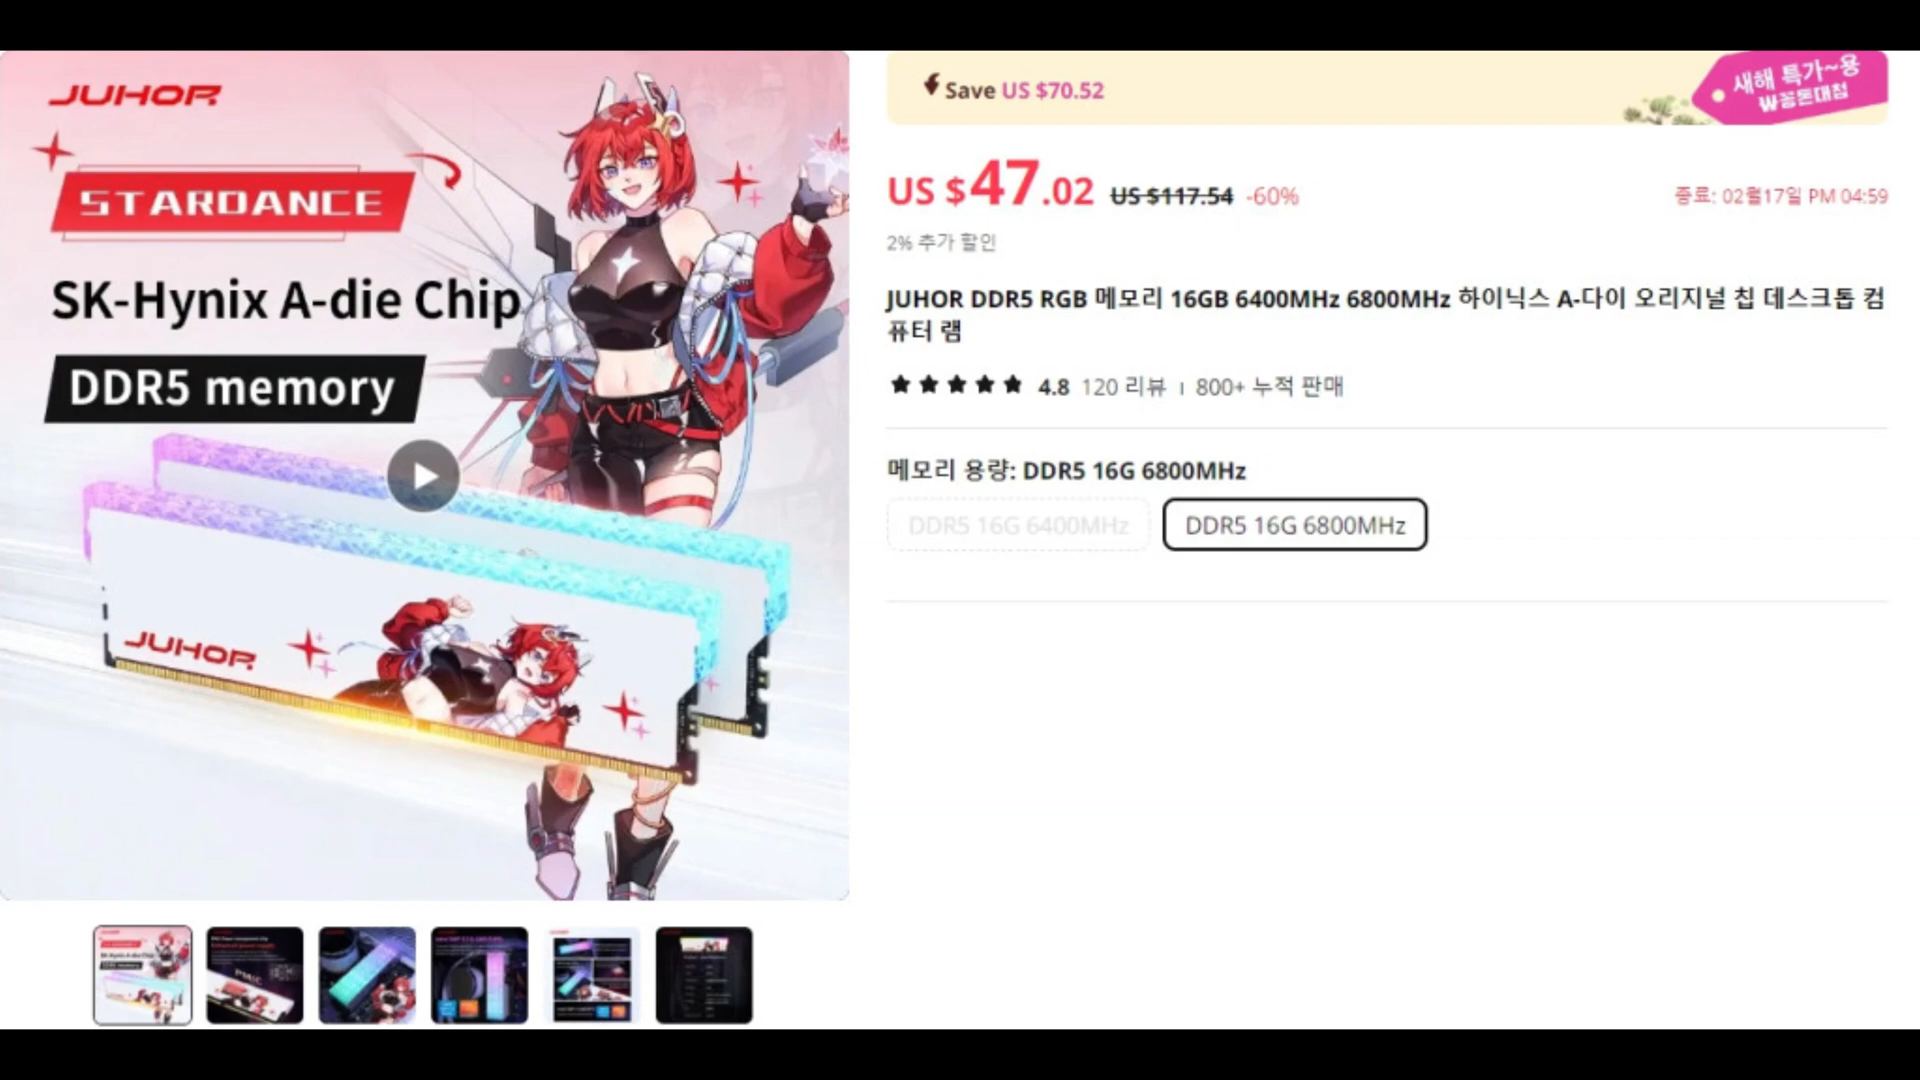 JUHOR
STARDANCE
SK-Hynix A-die Chip
DDR5 memory
JUHOR
Save US $70.52
새해 특가~용
₩꽁돈대첩
US $47.02 US $117.54 -60%
종료: 02월17일 PM 04:59
2% 추가 할인
JUHOR DDR5 RGB 메모리 16GB 6400MHz 6800MHz 하이닉스 A-다이 오리지널 칩 데스크톱 컴
퓨터 램
4.8 120 리뷰 | 800+ 누적 판매
메모리 용량: DDR5 16G 6800MHz
DDR5 16G 6400MHz
DDR5 16G 6800MHz